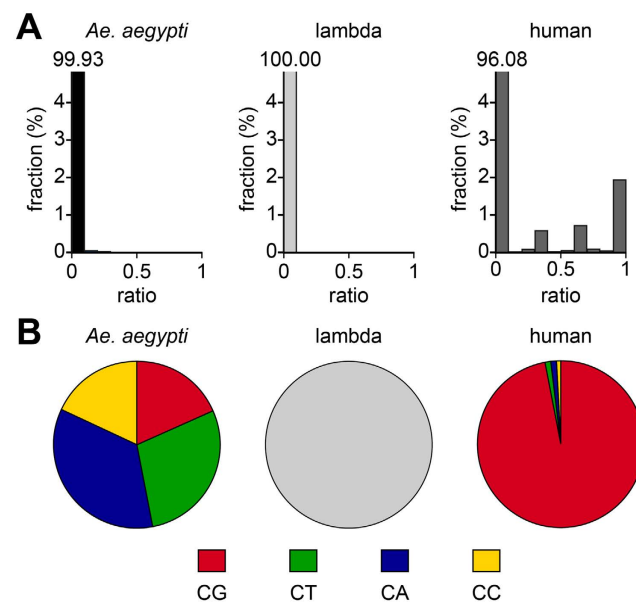 A
Ae. aegypti
lambda
human
99.93
100.00
96.08
fraction (%)
4
3
2
1
0
0 0.5 1
ratio
fraction (%)
4
3
2
1
0
0 0.5 1
ratio
fraction (%)
4
3
2
1
0
0 0.5 1
ratio
B
Ae. aegypti
lambda
human
CG CT CA CC